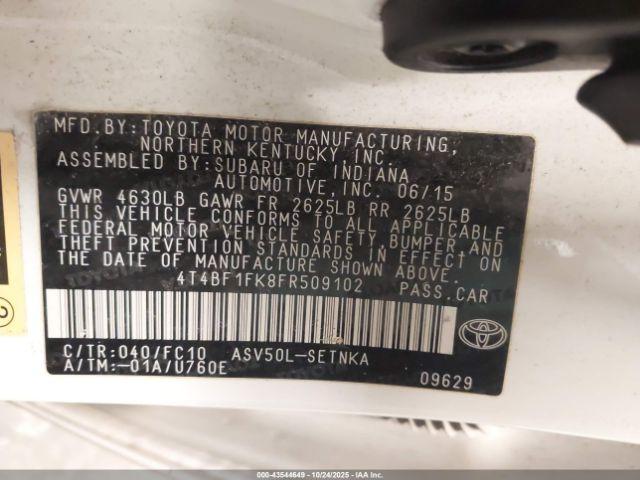 MFD.BY:TOYOTA MOTOR MANUFACTURING,
NORTHERN KENTUCKY,INC.
ASSEMBLED BY:SUBARU OF INDIANA
AUTOMOTIVE,INC. 06/15
GVWR 4630LB GAWR FR 2625LB RR 2625LB
THIS VEHICLE CONFORMS TO ALL APPLICABLE
FEDERAL MOTOR VEHICLE SAFETY,BUMPER,AND
THEFT PREVENTION STANDARDS IN EFFECT ON
THE DATE OF MANUFACTURE SHOWN ABOVE.
4T4BF1FK8FR509102 PASS.CAR
C/TR:040/FC10 ASV50L-SETNKA
A/TM:-01A/U760E
09629
000-43544649 10/24/2025 IAAI.COM